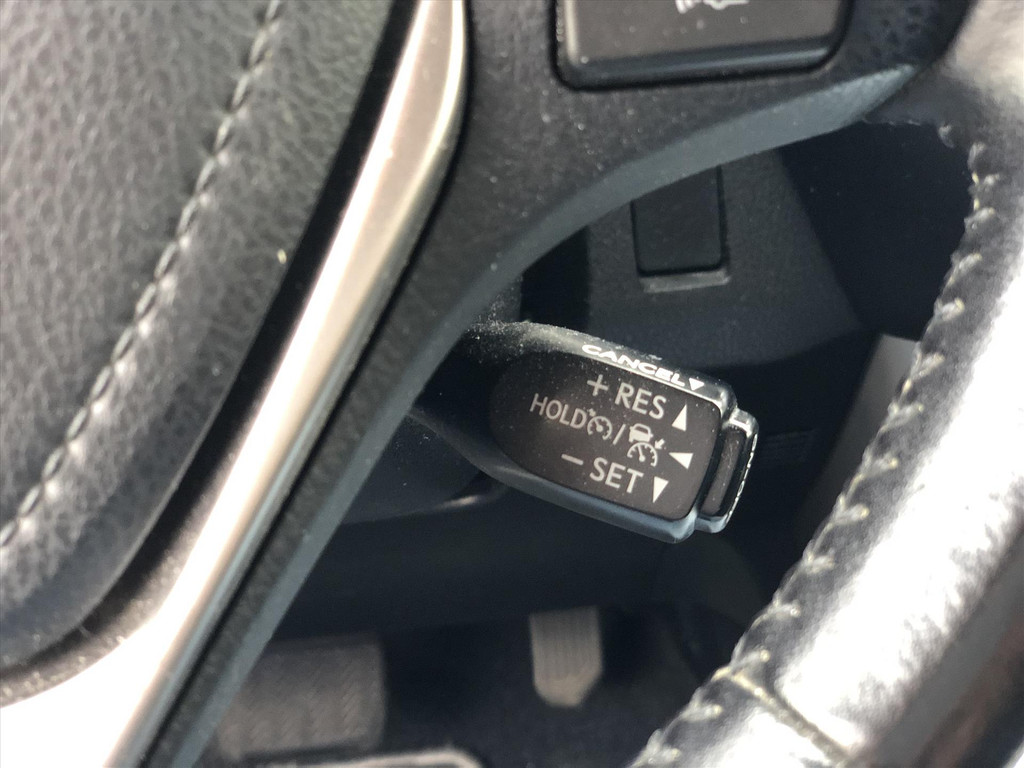 CANCEL
+ RES
HOLD /
- SET